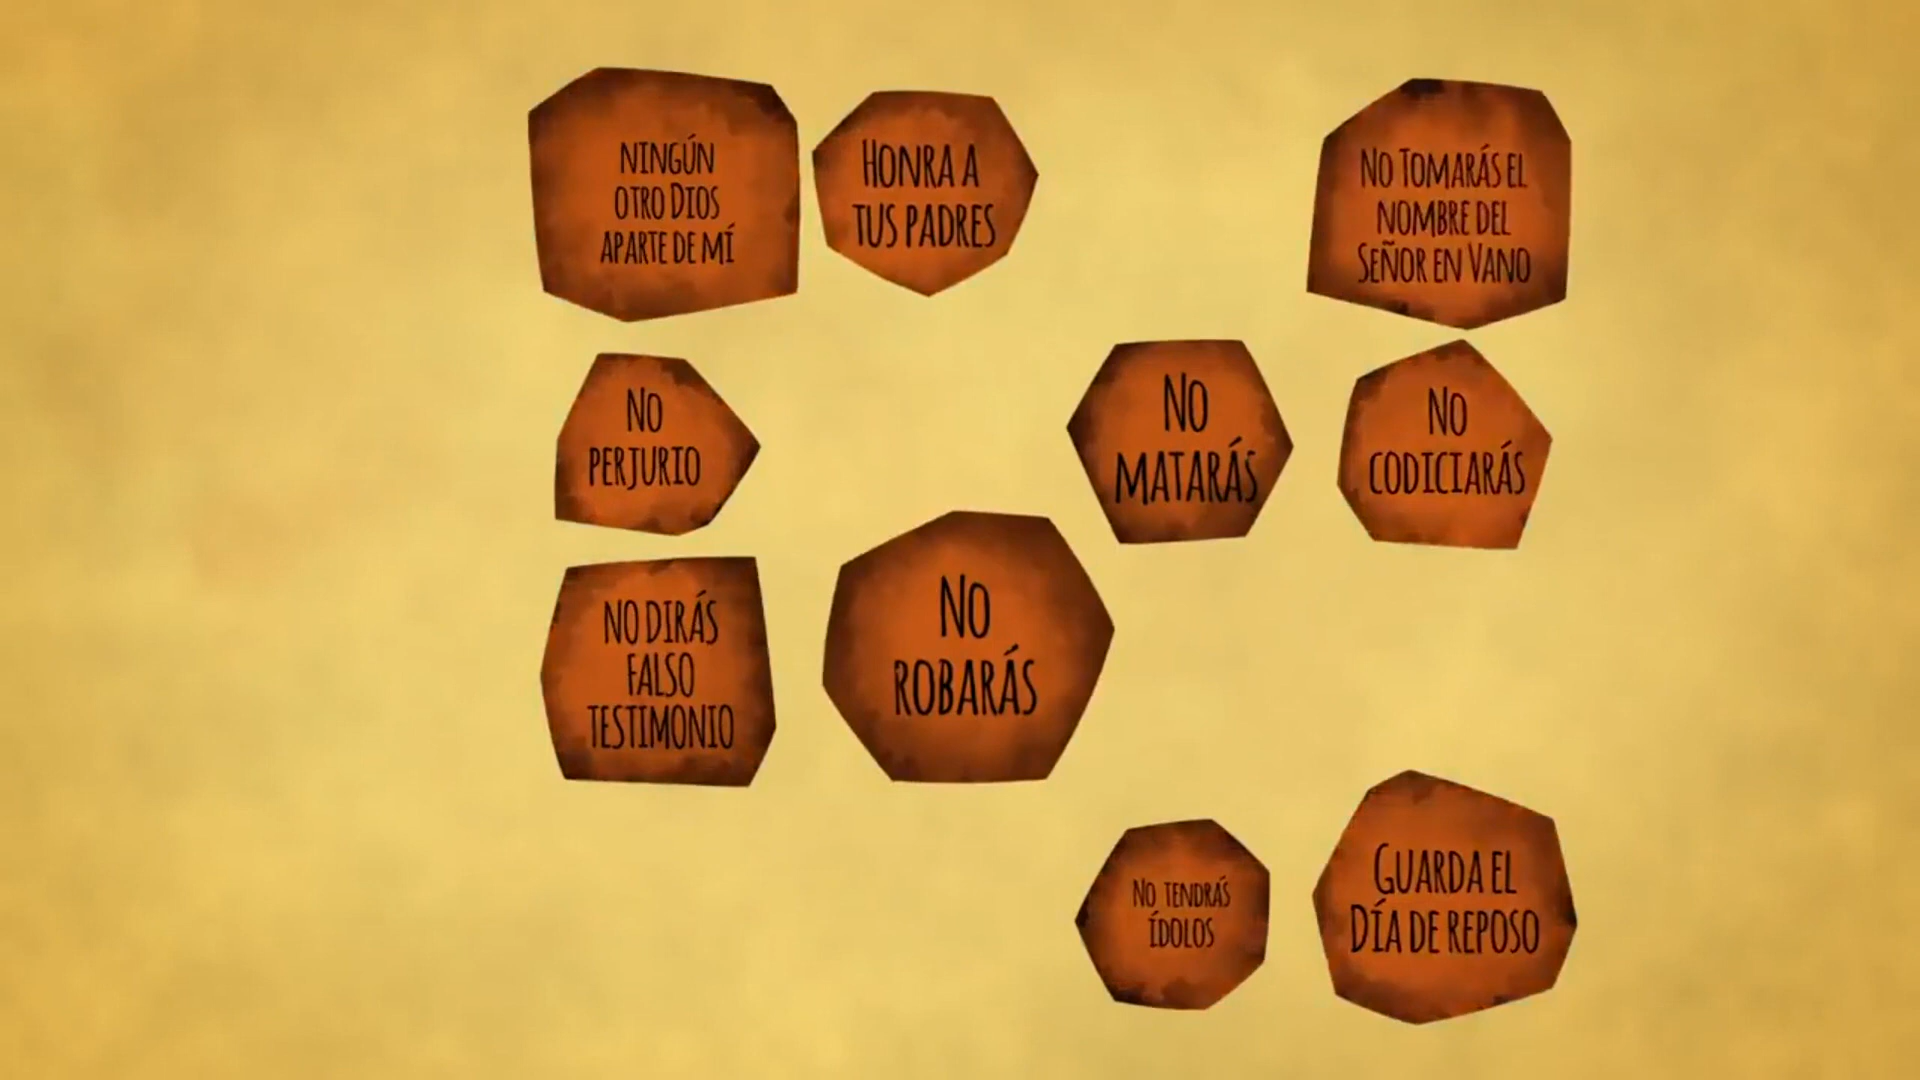 NINGÚN
OTRO DIOS
APARTE DE MÍ
HONRA A
TUS PADRES
NO TOMARÁS EL
NOMBRE DEL
SEÑOR EN VANO
NO
PERJURIO
NO
MATARÁS
NO
CODICIARÁS
NO DIRÁS
FALSO
TESTIMONIO
NO
ROBARÁS
NO TENDRÁS
ÍDOLOS
GUARDA EL
DÍA DE REPOSO